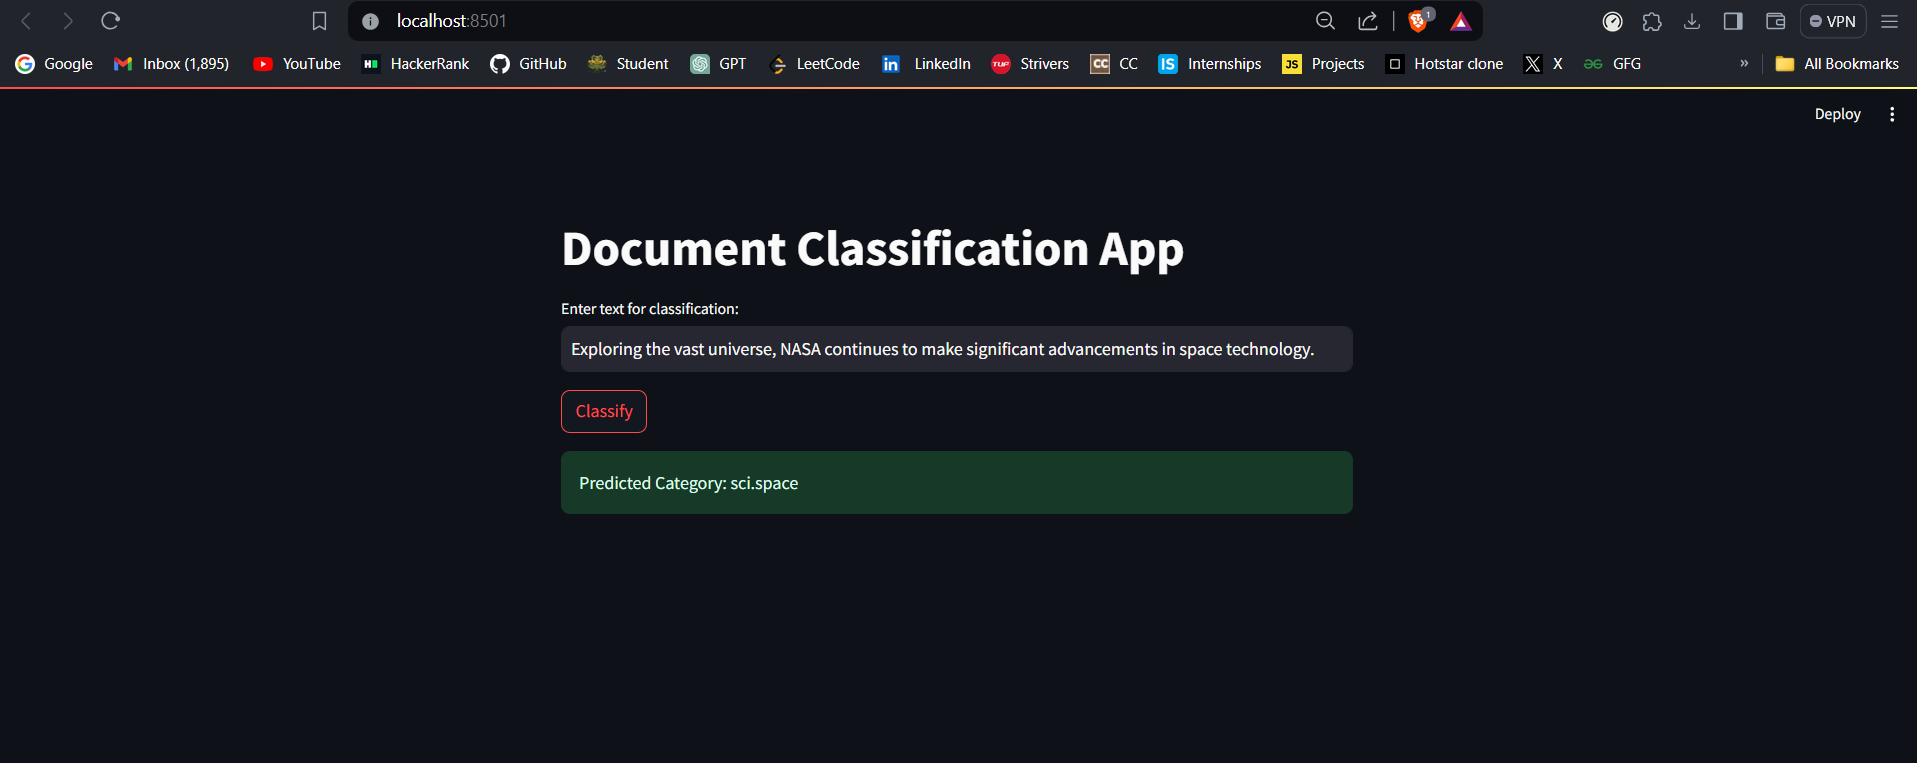 localhost:8501
1
VPN
Google Inbox (1,895) YouTube HackerRank GitHub Student GPT LeetCode LinkedIn Strivers CC Internships Projects Hotstar clone X GFG » All Bookmarks
Deploy
Document Classification App
Enter text for classification:
Exploring the vast universe, NASA continues to make significant advancements in space technology.
Classify
Predicted Category: sci.space